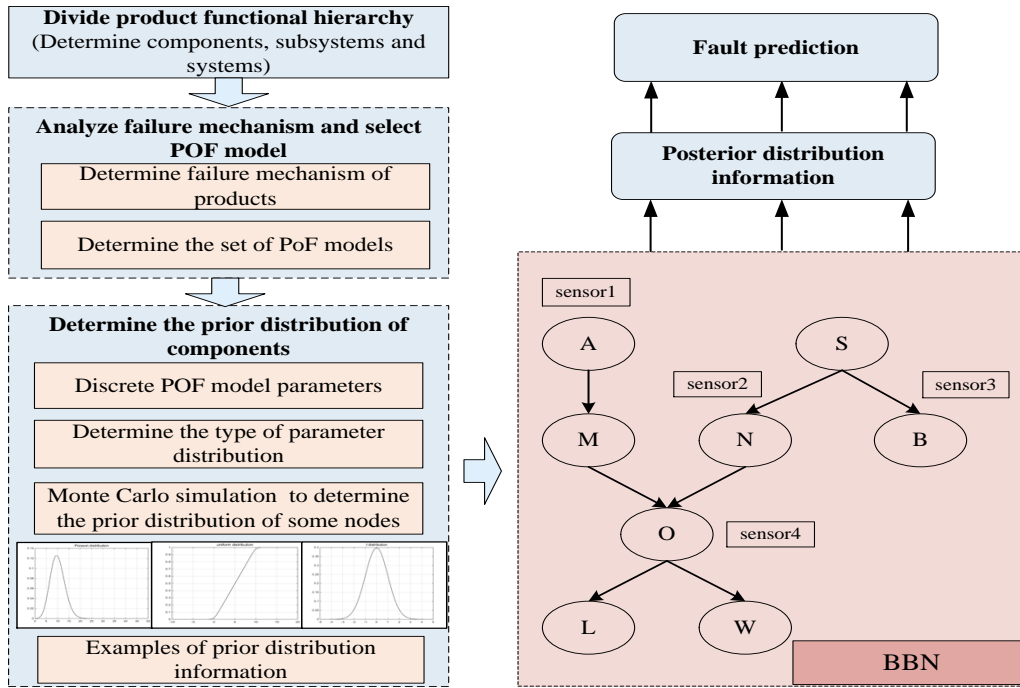 Divide product functional hierarchy
(Determine components, subsystems and
systems)
Analyze failure mechanism and select
POF model
Determine failure mechanism of
products
Determine the set of PoF models
Determine the prior distribution of
components
Discrete POF model parameters
Determine the type of parameter
distribution
Monte Carlo simulation to determine
the prior distribution of some nodes
uniform distribution
Examples of prior distribution
information
Fault prediction
Posterior distribution
information
sensor1
A
S
sensor2
sensor3
M
N
B
O
sensor4
L
W
BBN